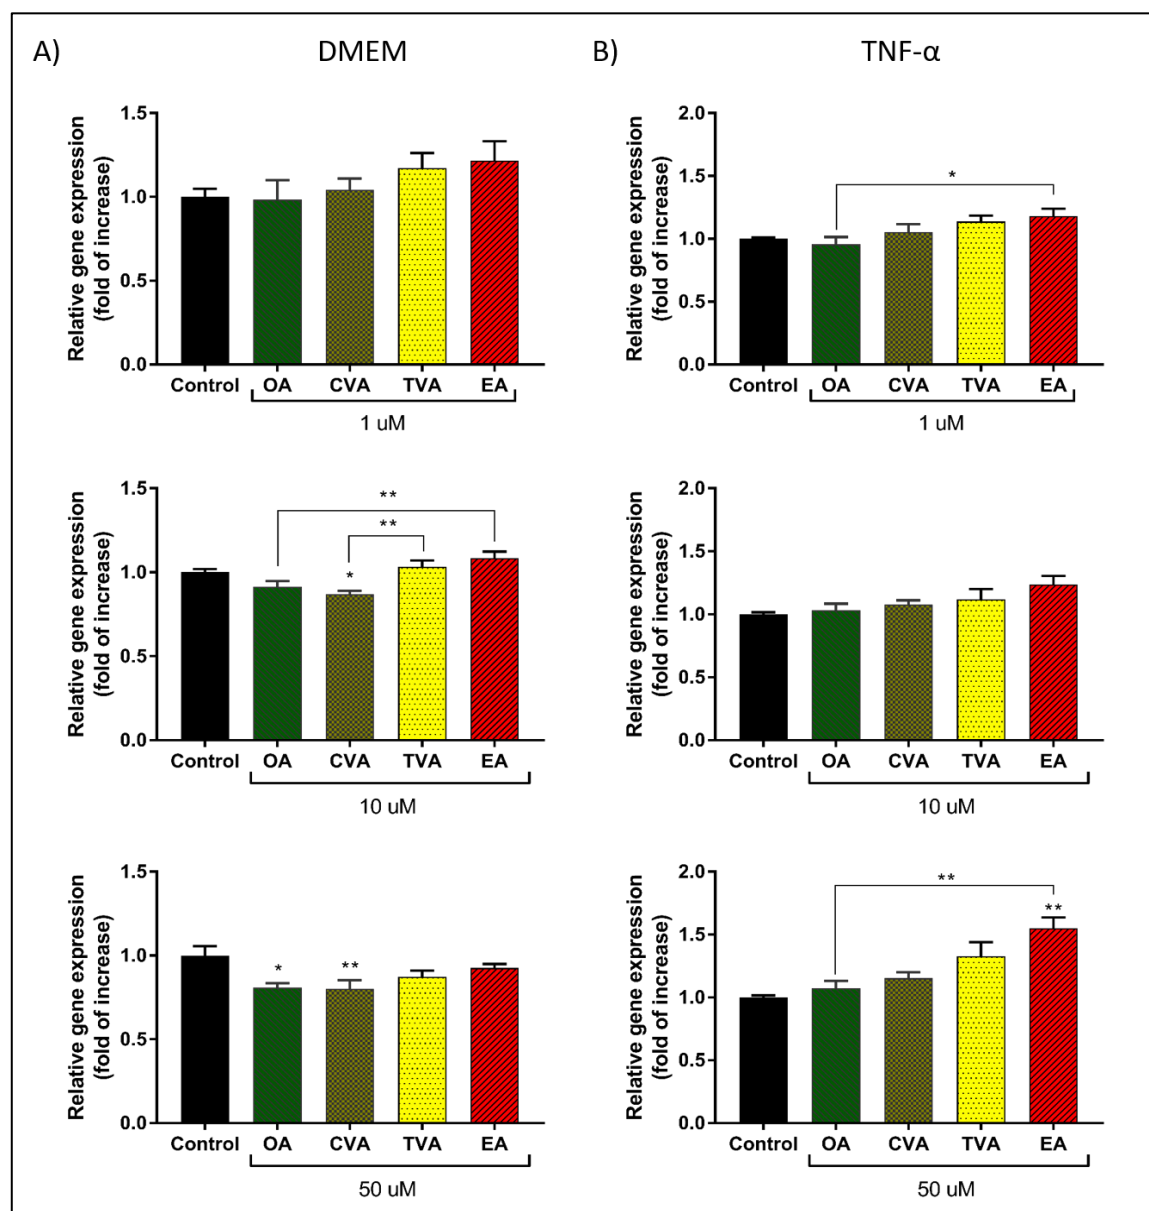 A)
DMEM
B)
TNF-α
Relative gene expression
(fold of increase)
1.5
1.0
0.5
0.0
Control OA CVA TVA EA
1 uM
Relative gene expression
(fold of increase)
2.0
1.5
1.0
0.5
0.0
*
Control OA CVA TVA EA
1 uM
Relative gene expression
(fold of increase)
1.5
1.0
0.5
0.0
**
**
*
Control OA CVA TVA EA
10 uM
Relative gene expression
(fold of increase)
2.0
1.5
1.0
0.5
0.0
Control OA CVA TVA EA
10 uM
Relative gene expression
(fold of increase)
1.5
1.0
0.5
0.0
* **
Control OA CVA TVA EA
50 uM
Relative gene expression
(fold of increase)
2.0
1.5
1.0
0.5
0.0
**
**
Control OA CVA TVA EA
50 uM